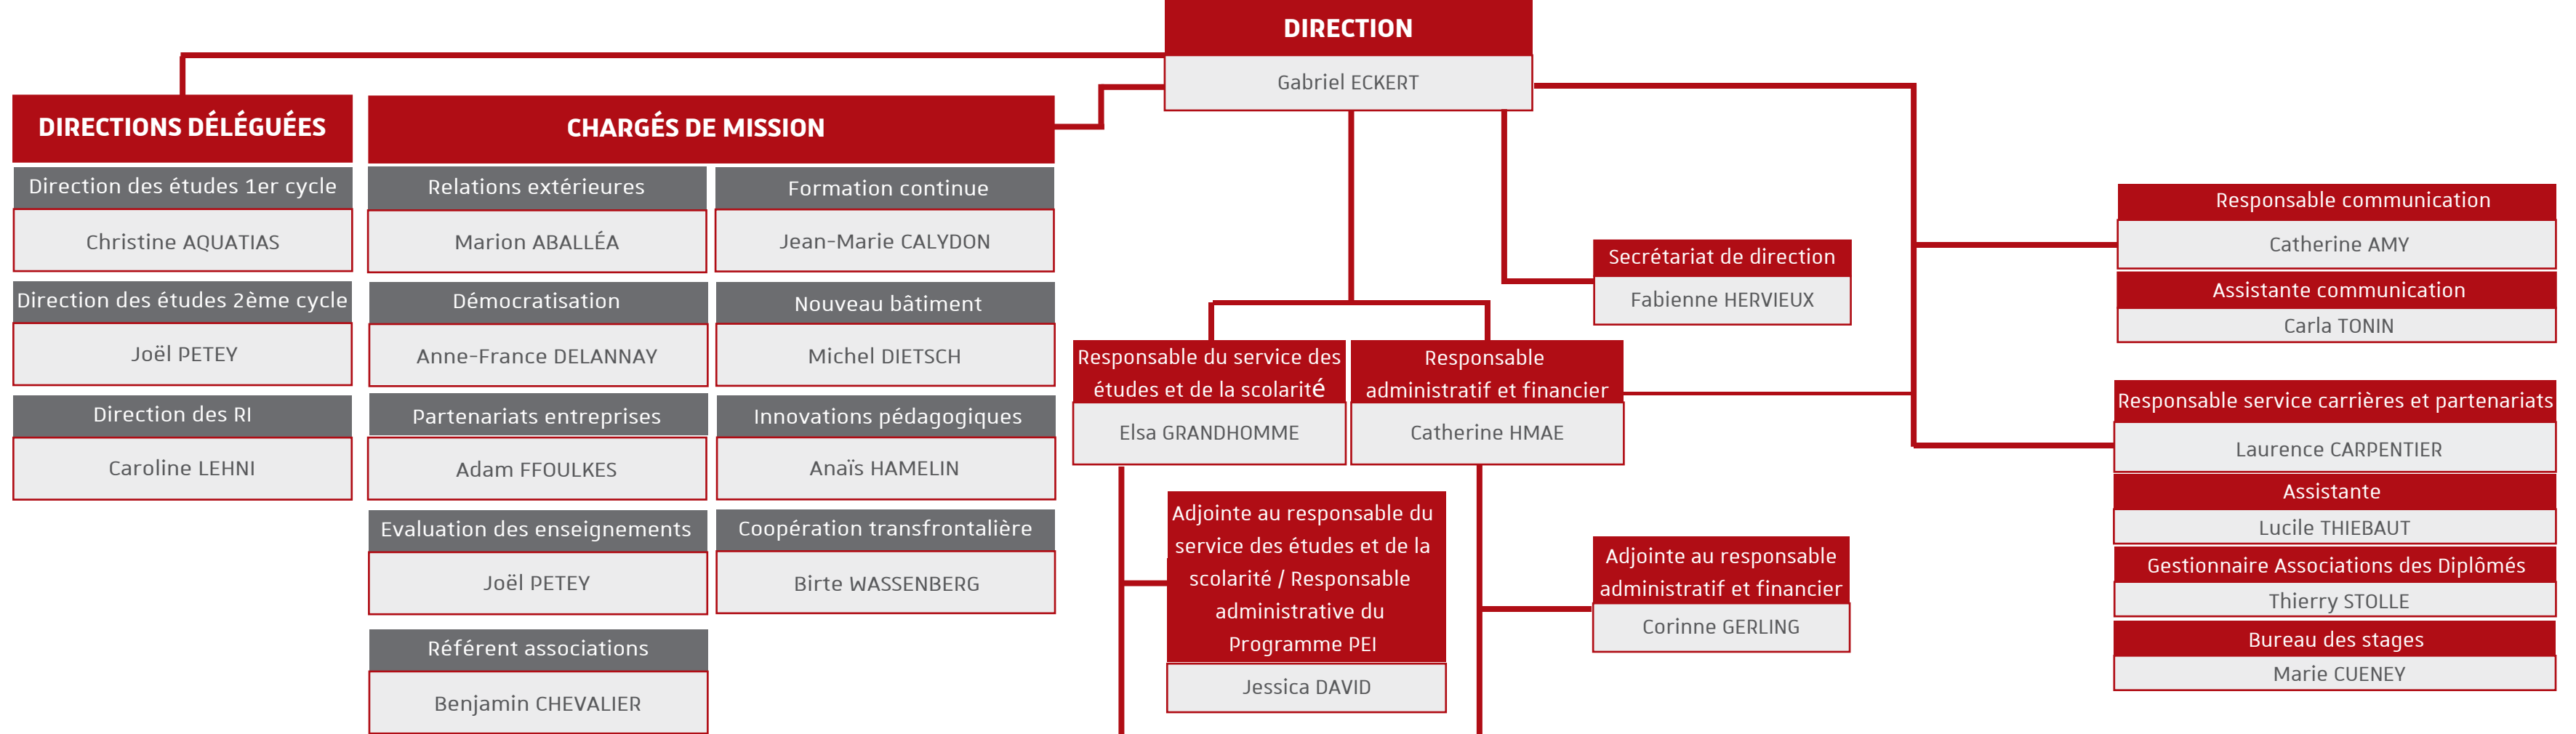 DIRECTION
Gabriel ECKERT
DIRECTIONS DÉLÉGUÉES
Direction des études 1er cycle
Christine AQUATIAS
Direction des études 2ème cycle
Joël PETEY
Direction des RI
Caroline LEHNI
CHARGÉS DE MISSION
Relations extérieures
Marion ABALLÉA
Démocratisation
Anne-France DELANNAY
Partenariats entreprises
Adam FFOULKES
Evaluation des enseignements
Joël PETEY
Référent associations
Benjamin CHEVALIER
Formation continue
Jean-Marie CALYDON
Nouveau bâtiment
Michel DIETSCH
Innovations pédagogiques
Anaïs HAMELIN
Coopération transfrontalière
Birte WASSENBERG
Responsable du service des
études et de la scolarité
Elsa GRANDHOMME
Adjointe au responsable du
service des études et de la
scolarité / Responsable
administrative du
Programme PEI
Jessica DAVID
Responsable
administratif et financier
Catherine HMAE
Secrétariat de direction
Fabienne HERVIEUX
Adjointe au responsable
administratif et financier
Corinne GERLING
Responsable communication
Catherine AMY
Assistante communication
Carla TONIN
Responsable service carrières et partenariats
Laurence CARPENTIER
Assistante
Lucile THIEBAUT
Gestionnaire Associations des Diplômés
Thierry STOLLE
Bureau des stages
Marie CUENEY